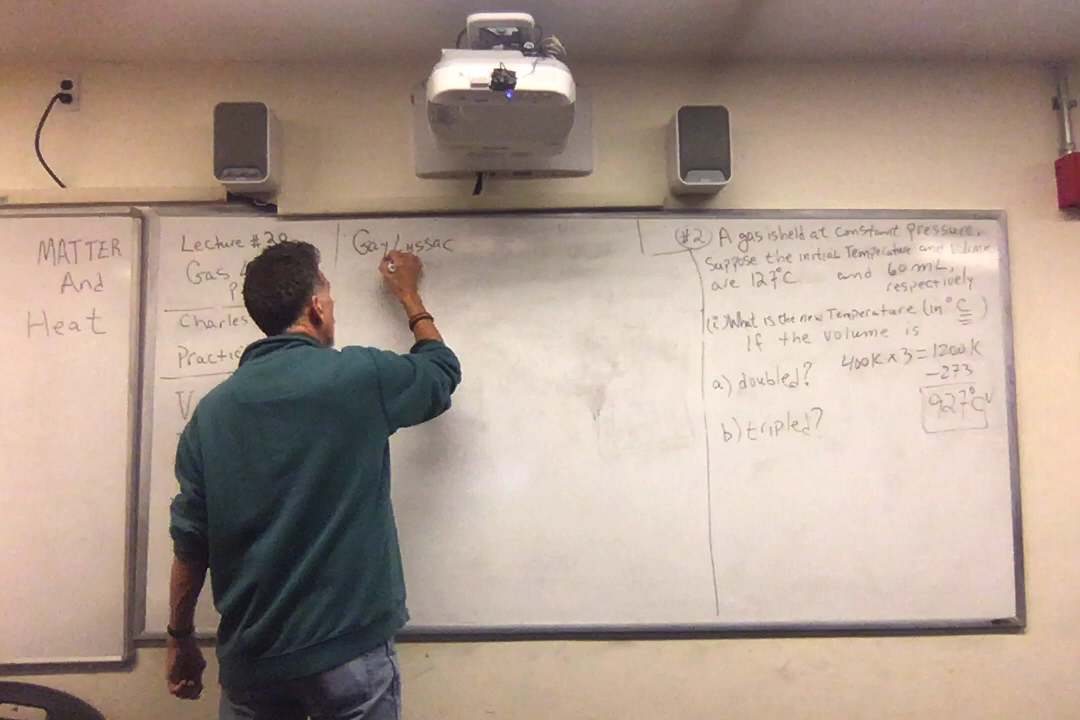 MATTER
And
Heat
Lecture #30
Gas
Charles
Practic
V
Gay Lussac
#2 A gas is held at constant pressure.
Suppose the initial Temperature and Volume
are 127°C and 60 mL,
respectively
(i.) What is the new Temperature (in °C)
If the volume is
400K x 3 = 1200K
a) doubled?
-273
927°C
b) tripled?